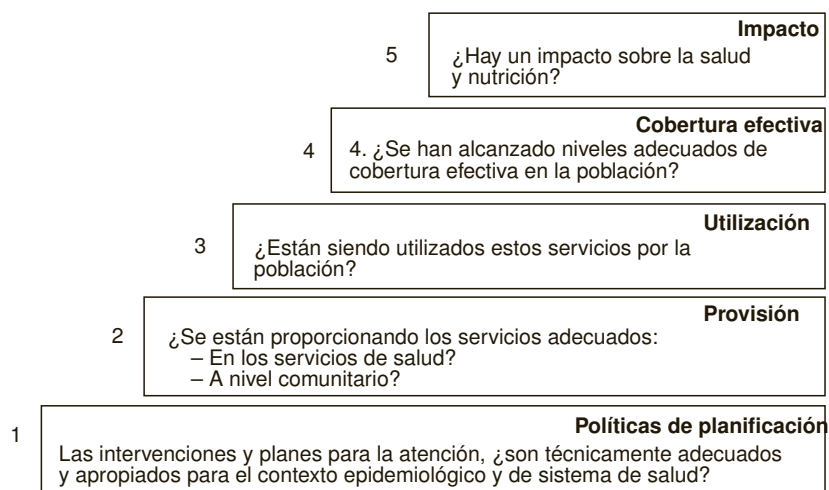 Impacto
5
¿Hay un impacto sobre la salud
y nutrición?
Cobertura efectiva
4
4. ¿Se han alcanzado niveles adecuados de
cobertura efectiva en la población?
Utilización
3
¿Están siendo utilizados estos servicios por la
población?
Provisión
2
¿Se están proporcionando los servicios adecuados:
– En los servicios de salud?
– A nivel comunitario?
Políticas de planificación
1
Las intervenciones y planes para la atención, ¿son técnicamente adecuados
y apropiados para el contexto epidemiológico y de sistema de salud?